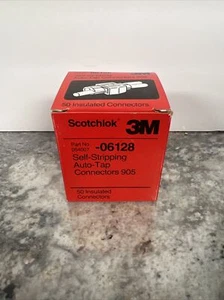 50 Insulated Connectors
Scotchlok
3M
Part No.
-06128
Self-Stripping
Auto-Tap
Connectors 905
50 Insulated
Connectors